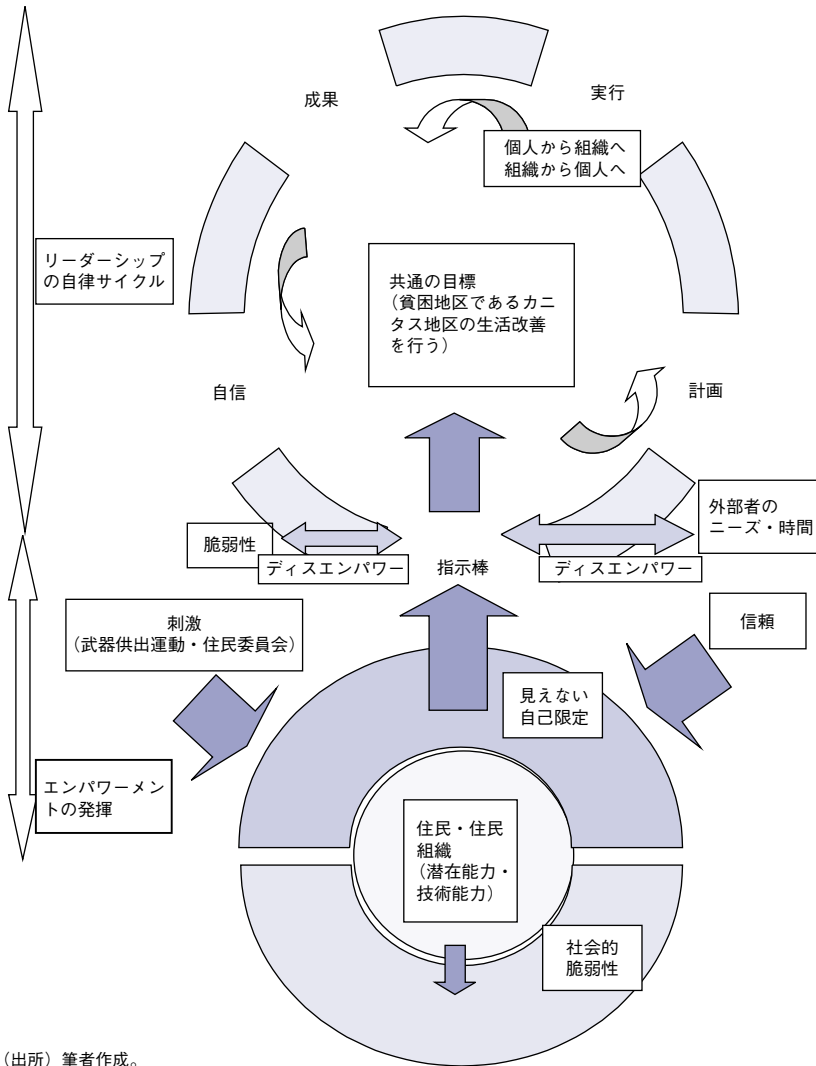 成果
実行
個人から組織へ
組織から個人へ
リーダーシップ
の自律サイクル
共通の目標
（貧困地区であるカニ
タス地区の生活改善
を行う）
自信
計画
外部者の
ニーズ・時間
脆弱性
ディスエンパワー
指示棒
ディスエンパワー
刺激
（武器供出運動・住民委員会）
信頼
見えない
自己限定
エンパワーメン
トの発揮
住民・住民
組織
（潜在能力・
技術能力）
社会的
脆弱性
（出所）筆者作成。